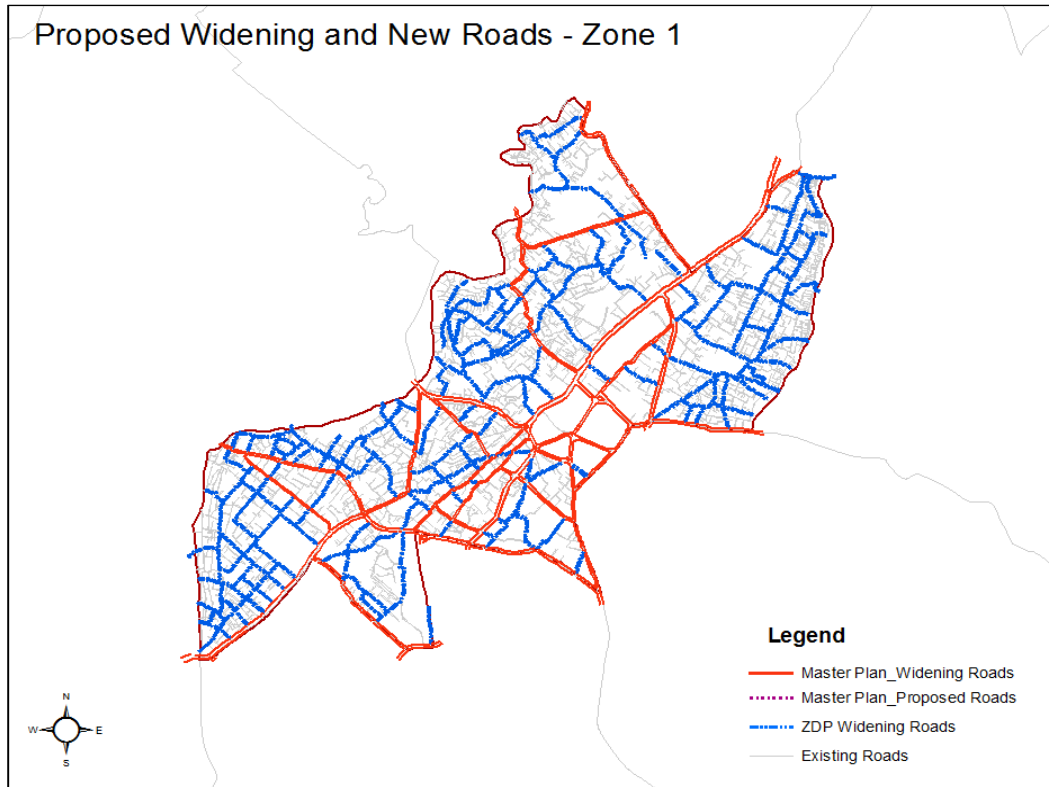 Proposed Widening and New Roads - Zone 1
Legend
Master Plan_Widening Roads
Master Plan_Proposed Roads
ZDP Widening Roads
Existing Roads
N
W E
S